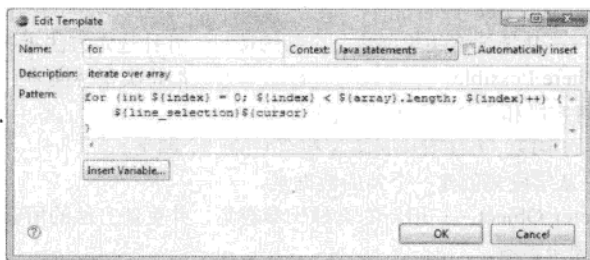 Edit Template
Name: for Context: Java statements Automatically insert
Description: iterate over array
Pattern: for (int ${index} = 0; ${index} < ${array}.length; ${index}++) {
${line_selection}${cursor}
}
Insert Variable...
OK Cancel